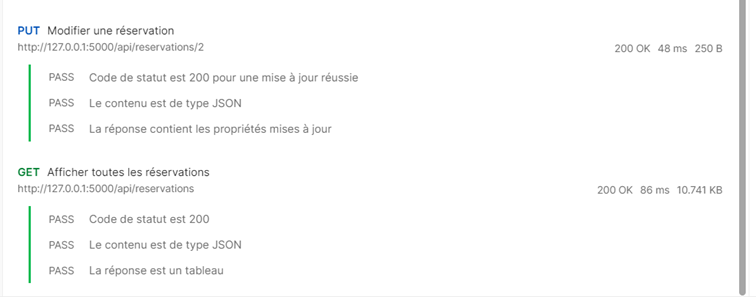 PUT Modifier une réservation
http://127.0.0.1:5000/api/reservations/2 200 OK 48 ms 250 B
PASS Code de statut est 200 pour une mise à jour réussie
PASS Le contenu est de type JSON
PASS La réponse contient les propriétés mises à jour
GET Afficher toutes les réservations
http://127.0.0.1:5000/api/reservations 200 OK 86 ms 10.741 KB
PASS Code de statut est 200
PASS Le contenu est de type JSON
PASS La réponse est un tableau